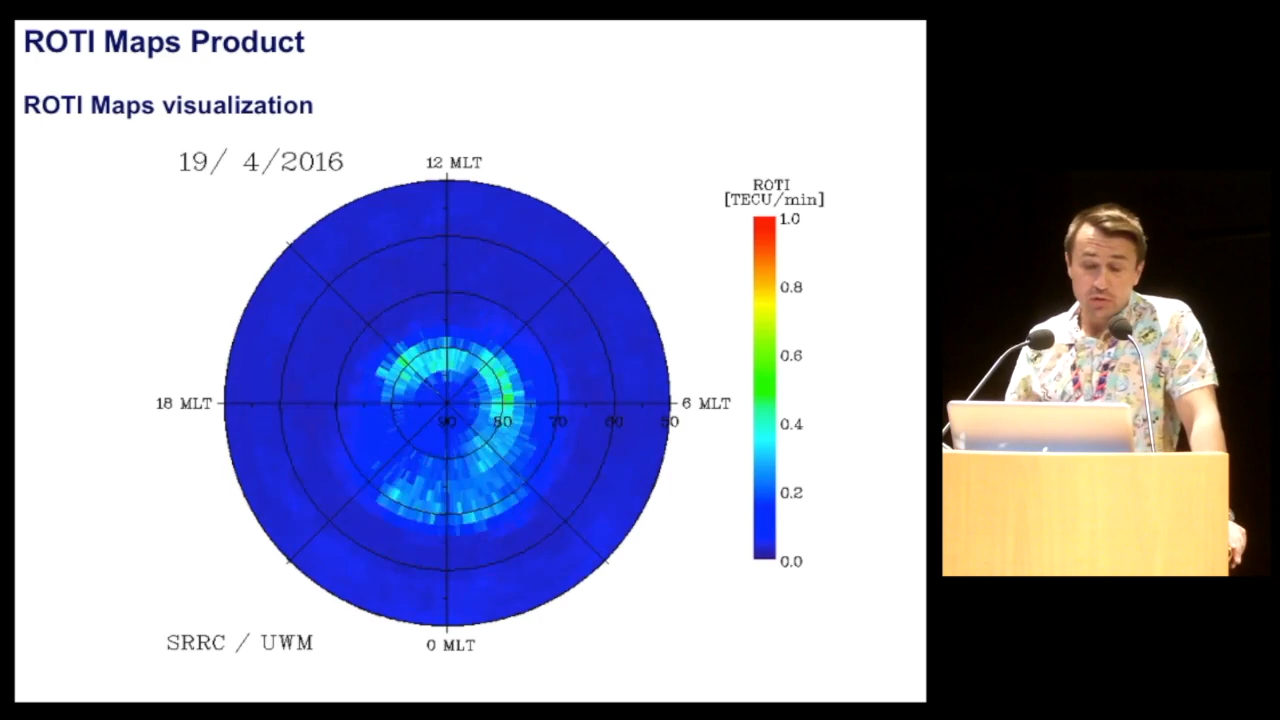 ROTI Maps Product
ROTI Maps visualization
19/ 4/2016
12 MLT
ROTI
[TECU/min]
1.0
0.8
0.6
0.4
0.2
0.0
18 MLT
6 MLT
90
80
70
60
50
SRRC / UWM
0 MLT